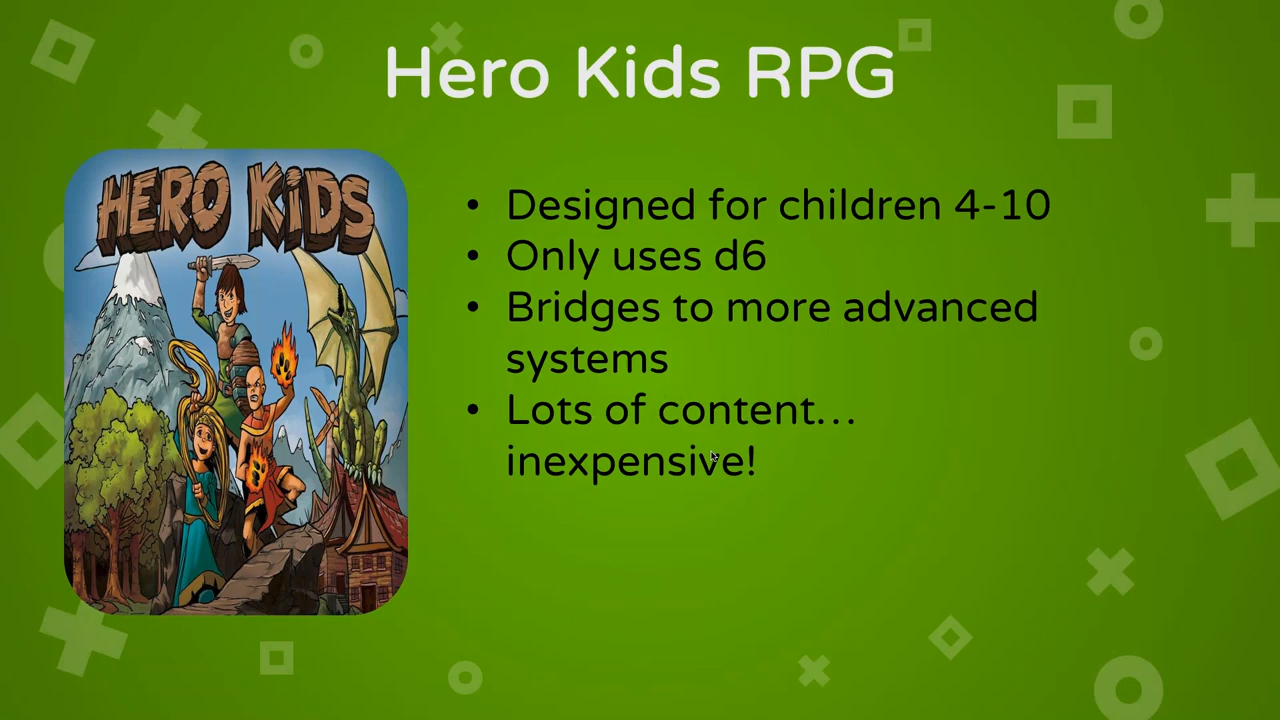 Hero Kids RPG
HERO KiDS
• Designed for children 4-10
• Only uses d6
• Bridges to more advanced
systems
• Lots of content…
inexpensive!